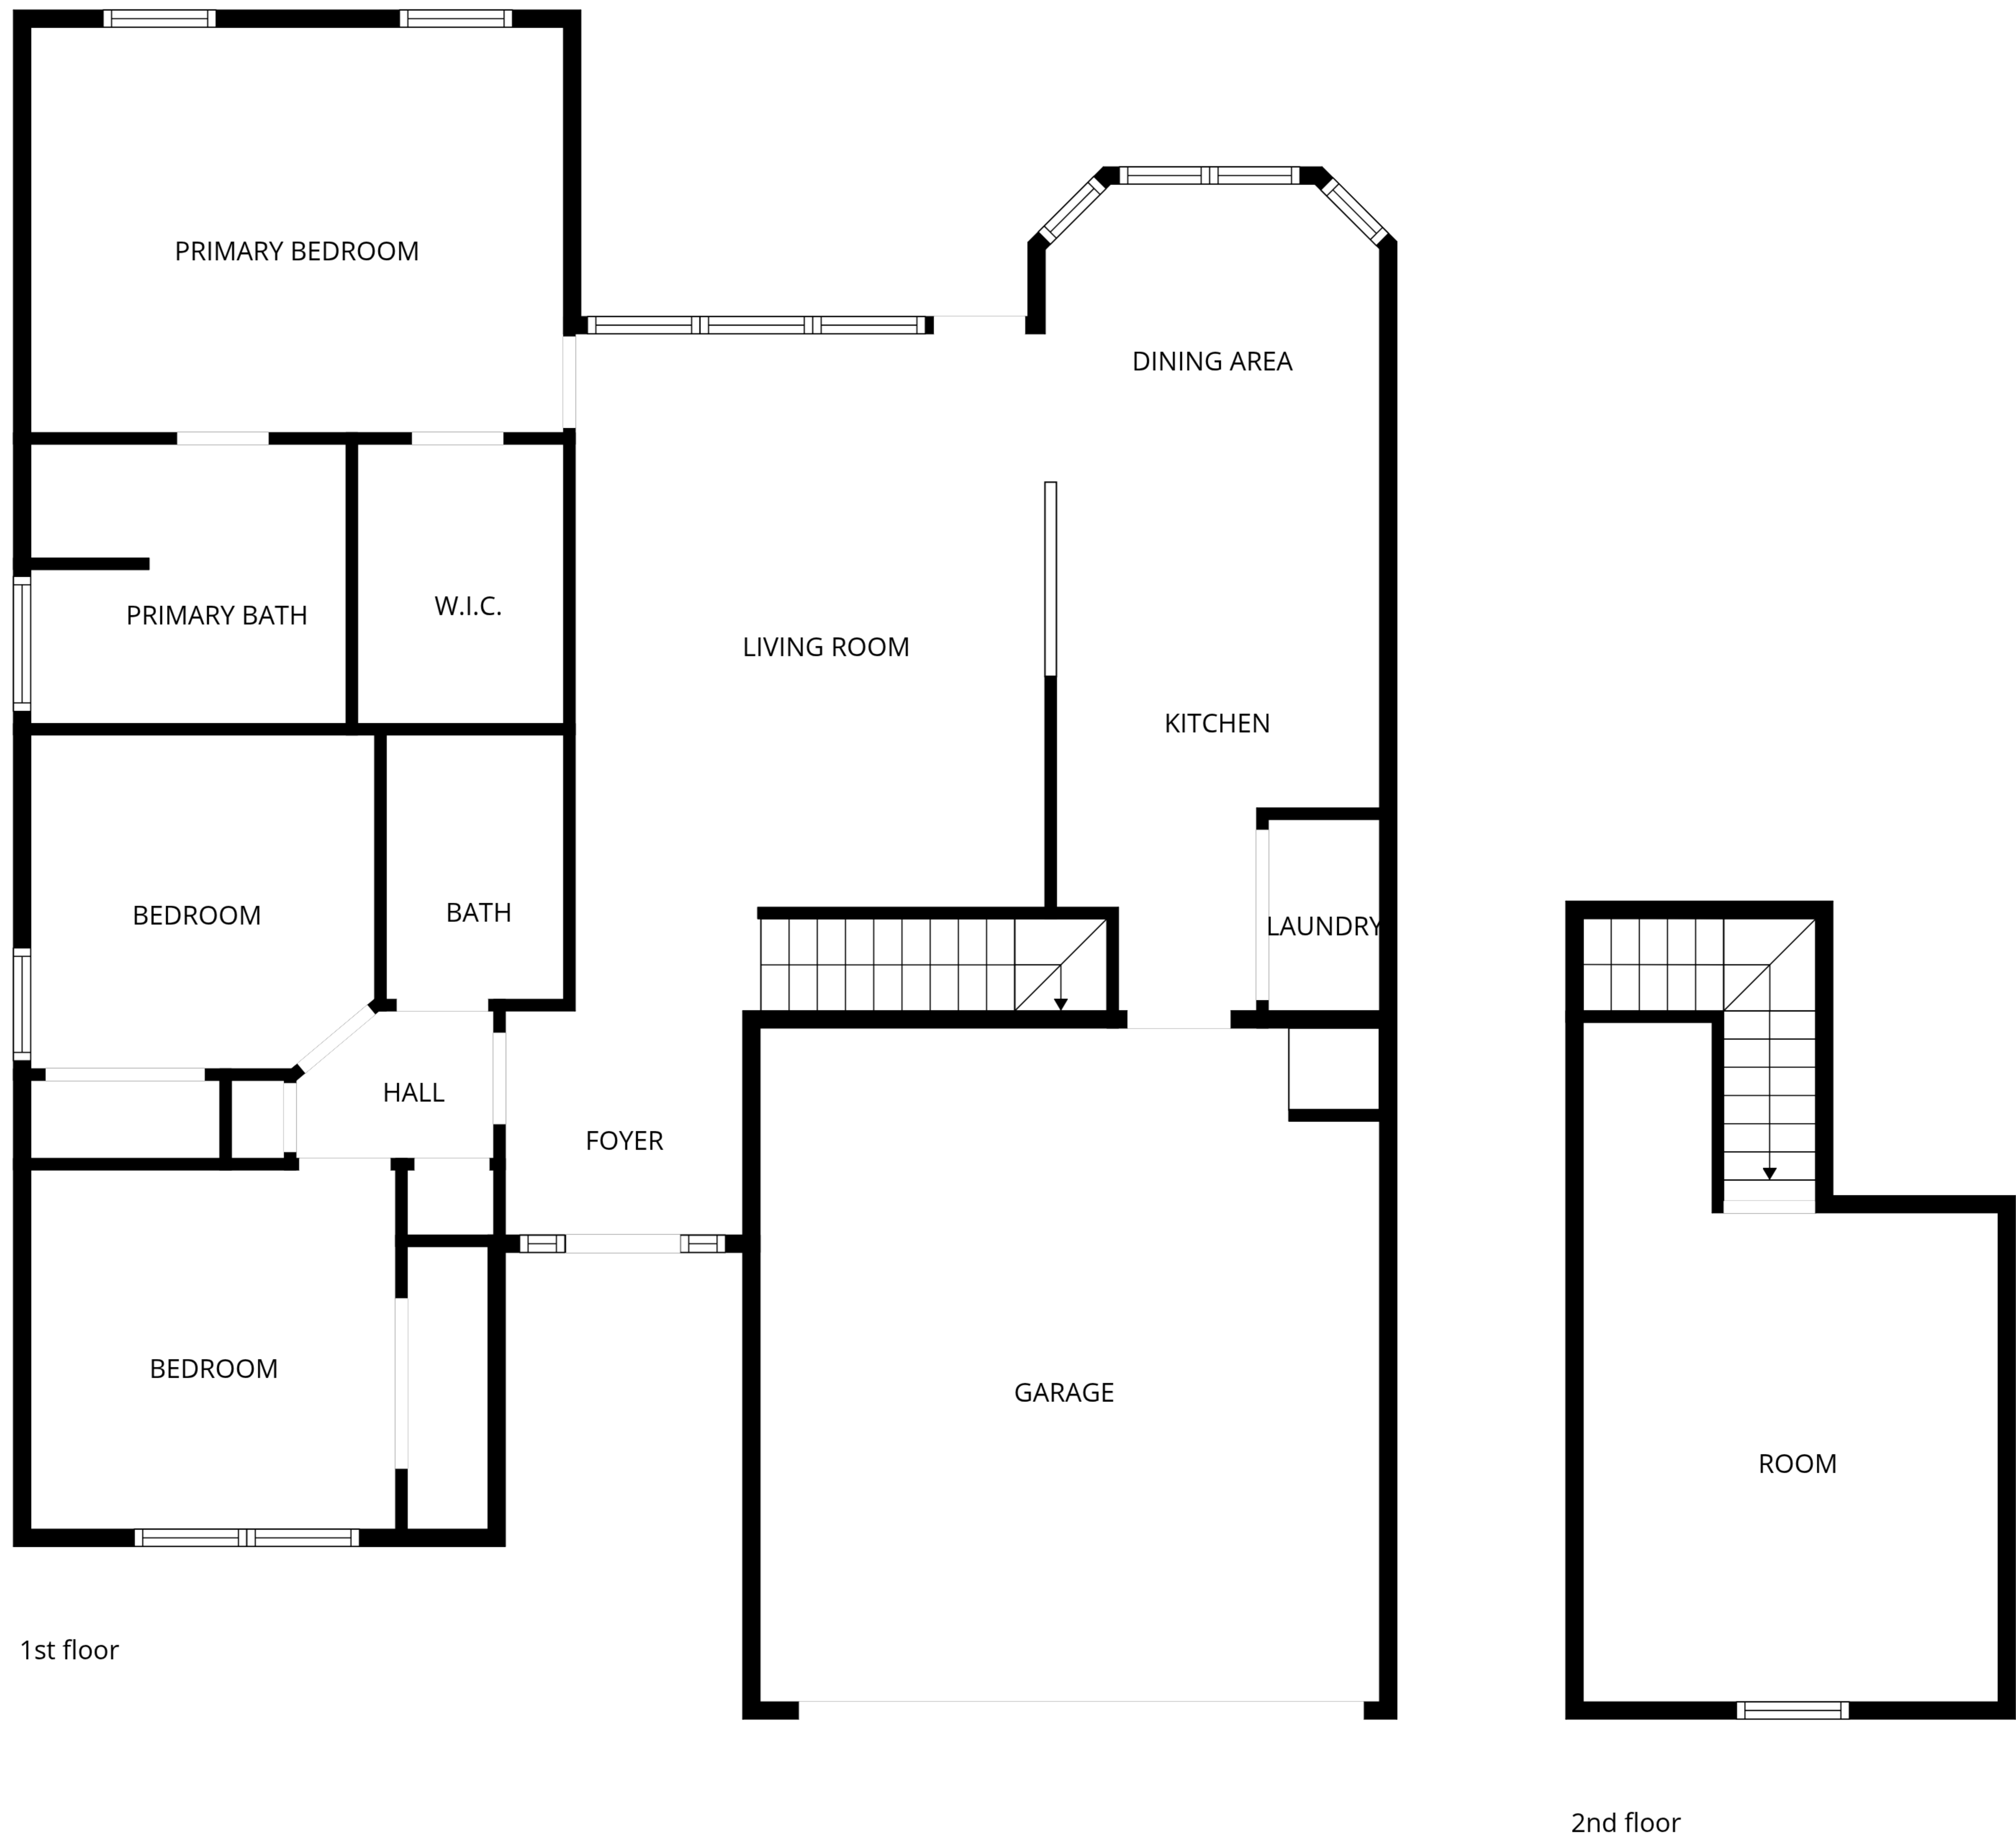 PRIMARY BEDROOM
DINING AREA
PRIMARY BATH
W.I.C.
LIVING ROOM
KITCHEN
BEDROOM
BATH
LAUNDRY
HALL
FOYER
BEDROOM
GARAGE
ROOM
1st floor
2nd floor